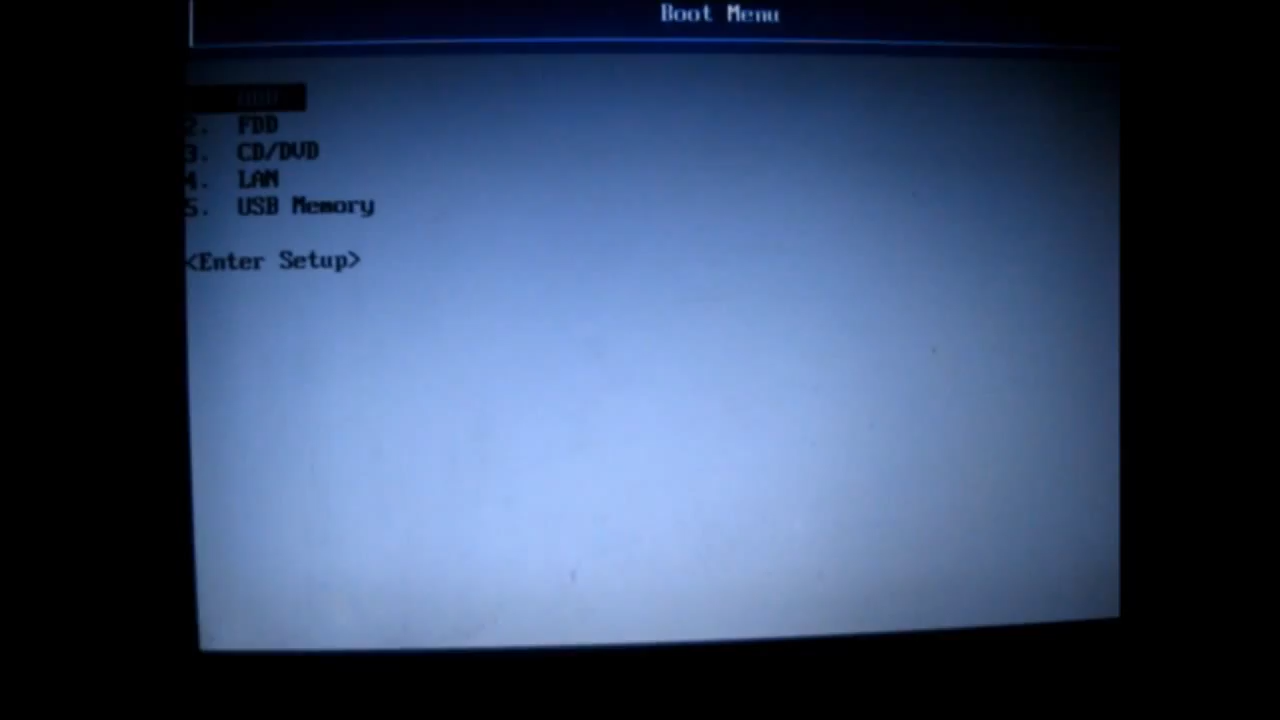 Boot Menu
2. FDD
3. CD/DVD
4. LAN
5. USB Memory
<Enter Setup>